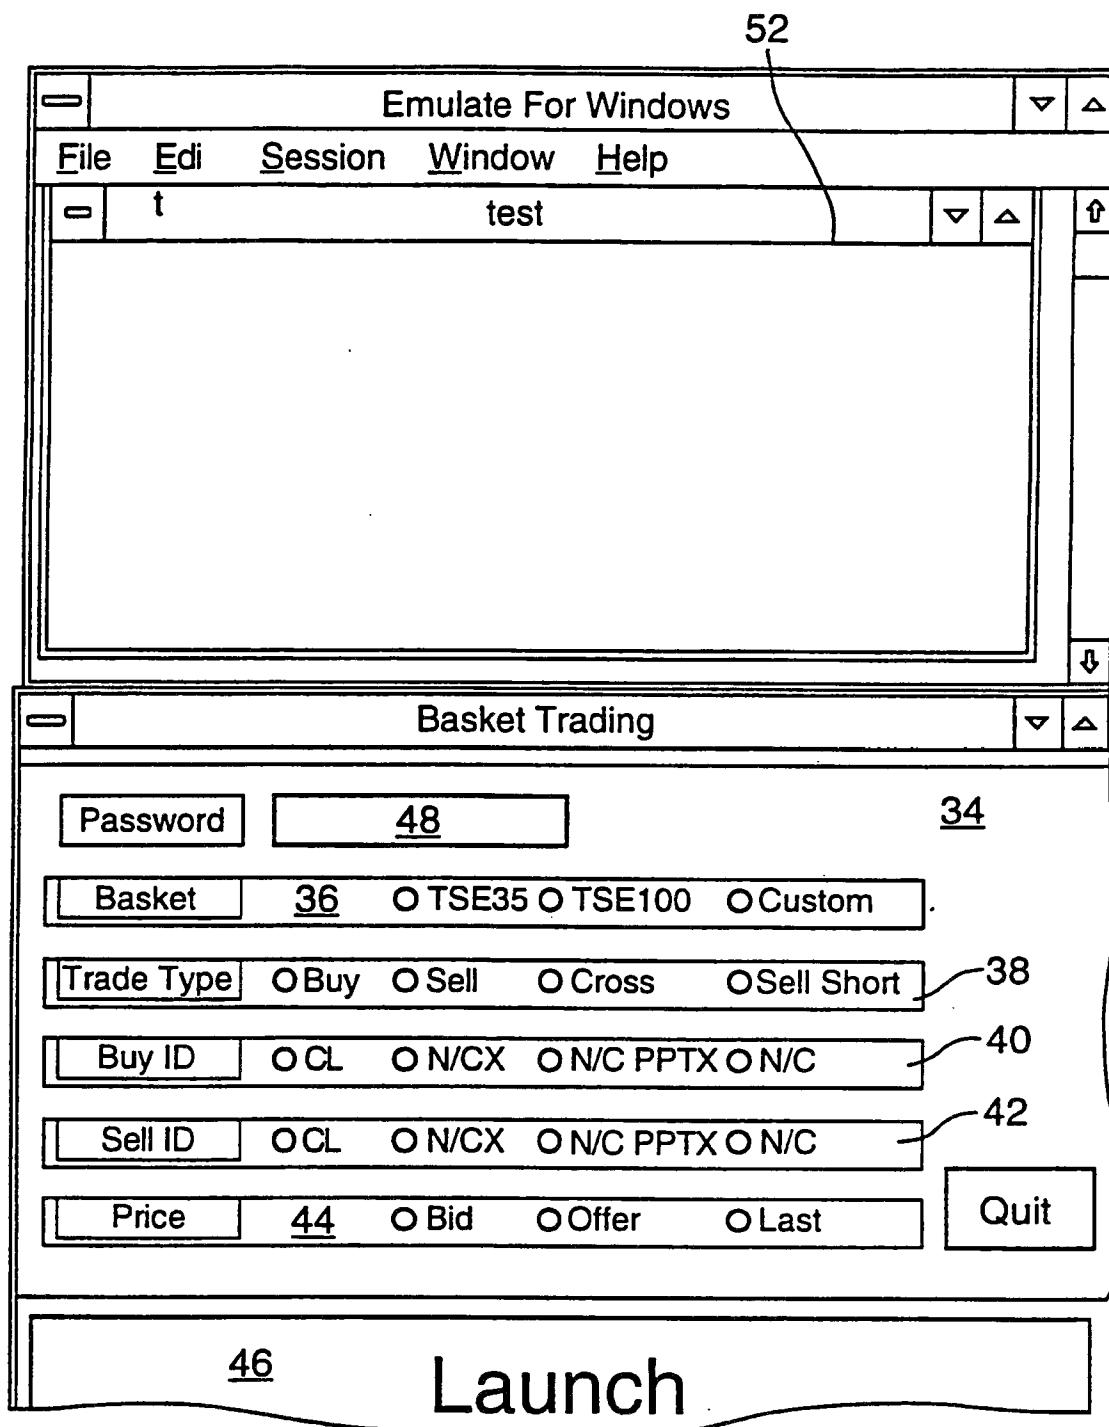 52
Emulate For Windows
File Edi Session Window Help
t test
Basket Trading
Password 48 34
Basket 36 TSE35 TSE100 Custom
Trade Type Buy Sell Cross Sell Short 38
Buy ID CL N/CX N/C PPTX N/C 40
Sell ID CL N/CX N/C PPTX N/C 42
Price 44 Bid Offer Last Quit
46 Launch